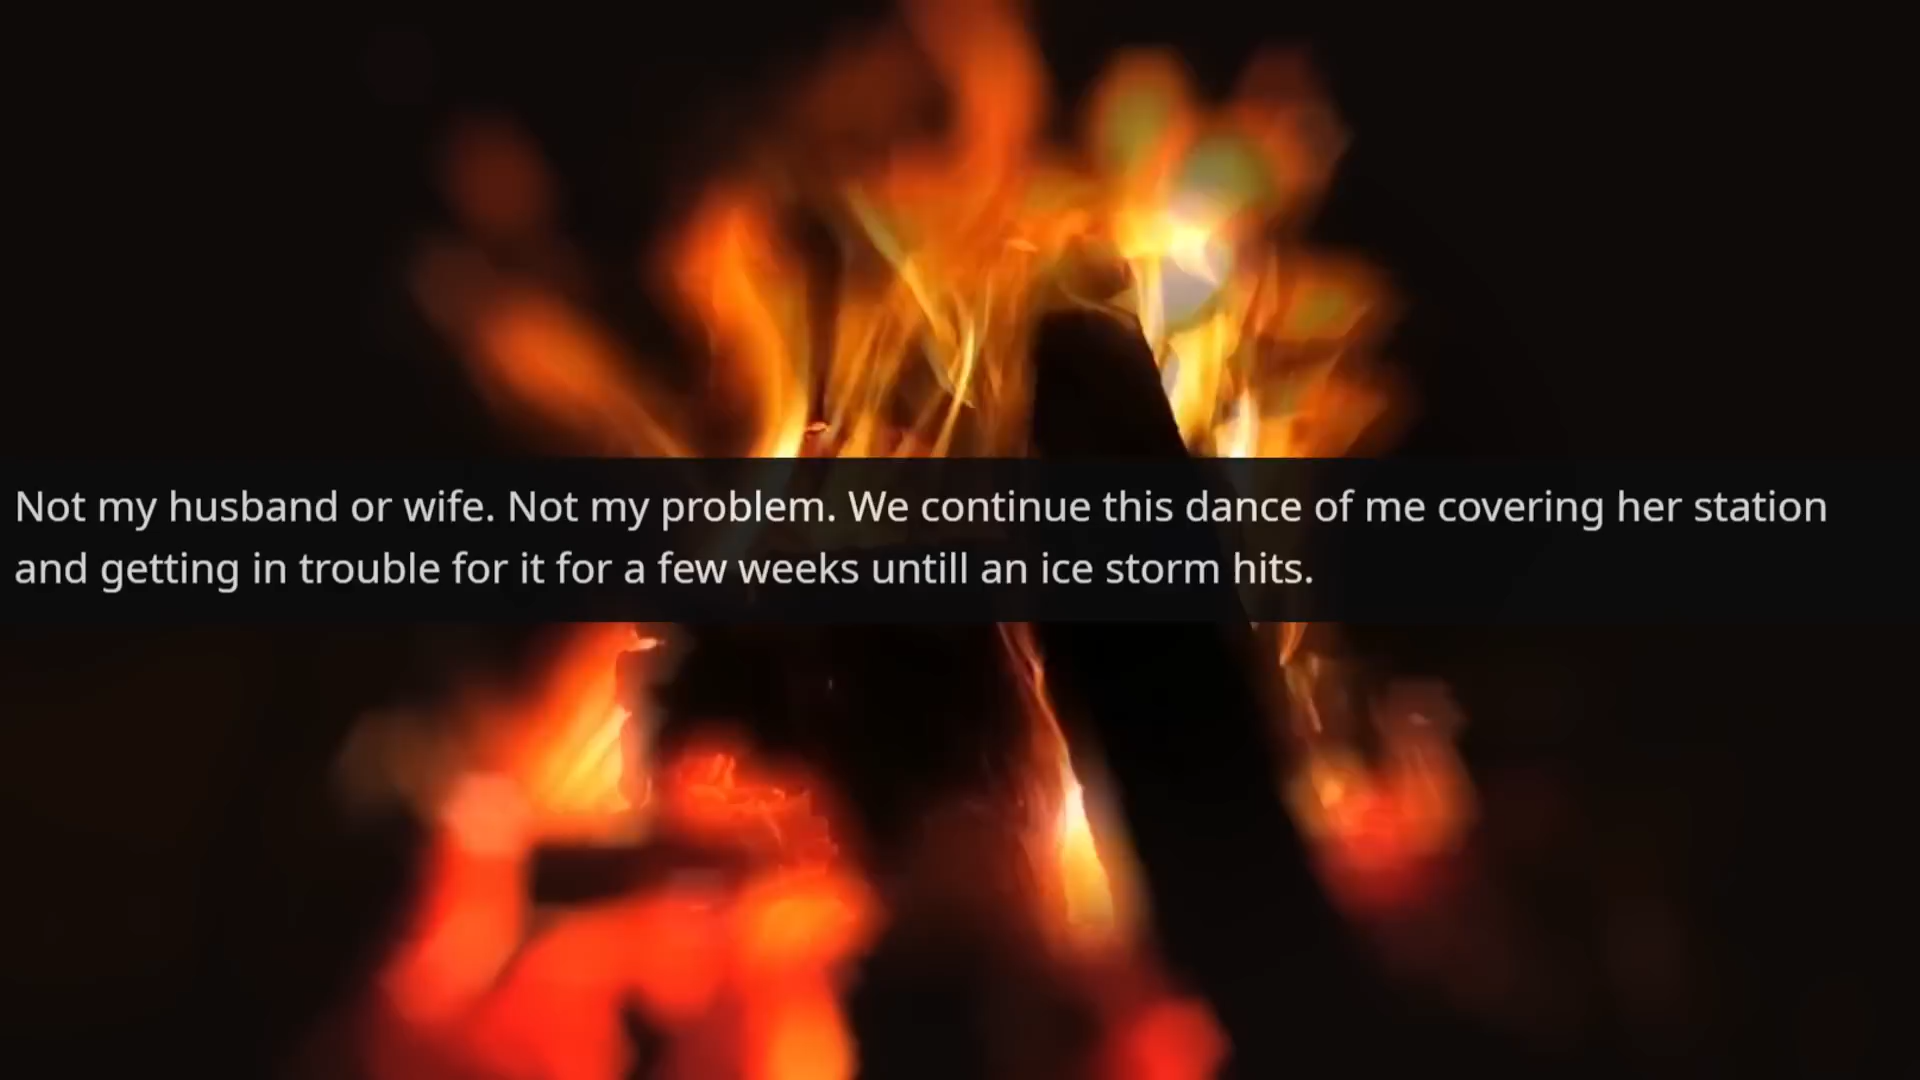 Not my husband or wife. Not my problem. We continue this dance of me covering her station
and getting in trouble for it for a few weeks untill an ice storm hits.